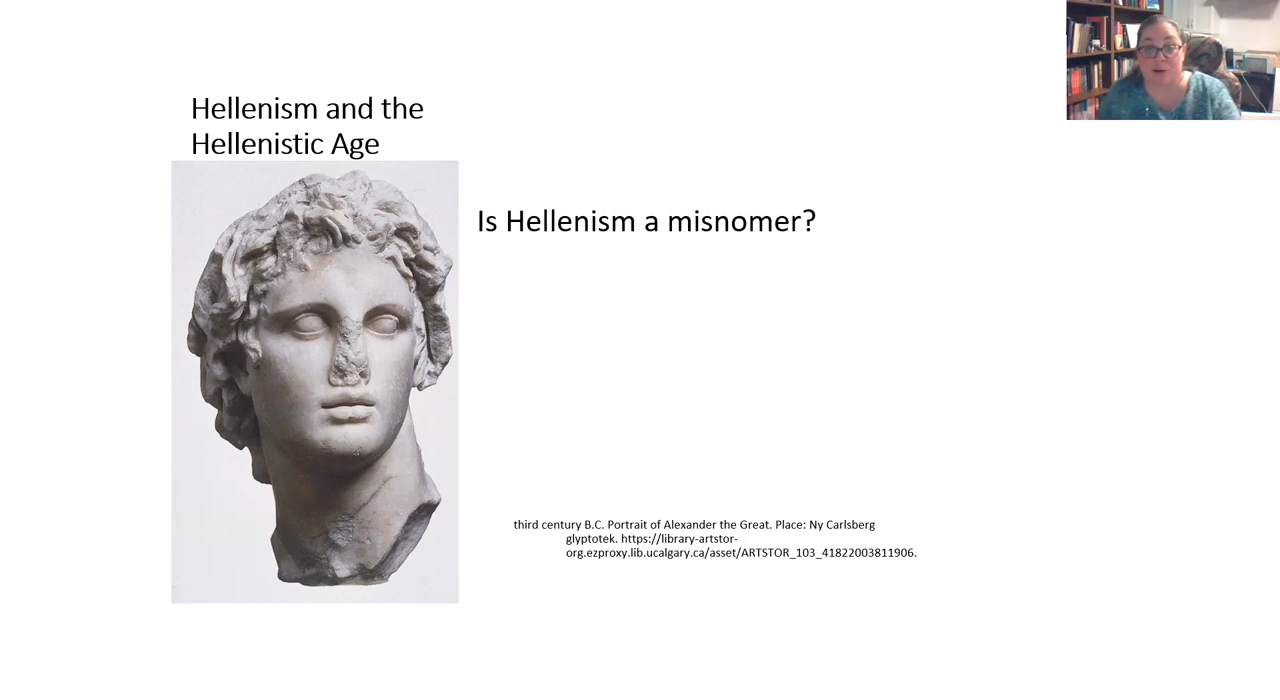 Hellenism and the
Hellenistic Age
Is Hellenism a misnomer?
third century B.C. Portrait of Alexander the Great. Place: Ny Carlsberg
glyptotek. https://library-artstor-
org.ezproxy.lib.ucalgary.ca/asset/ARTSTOR_103_41822003811906.